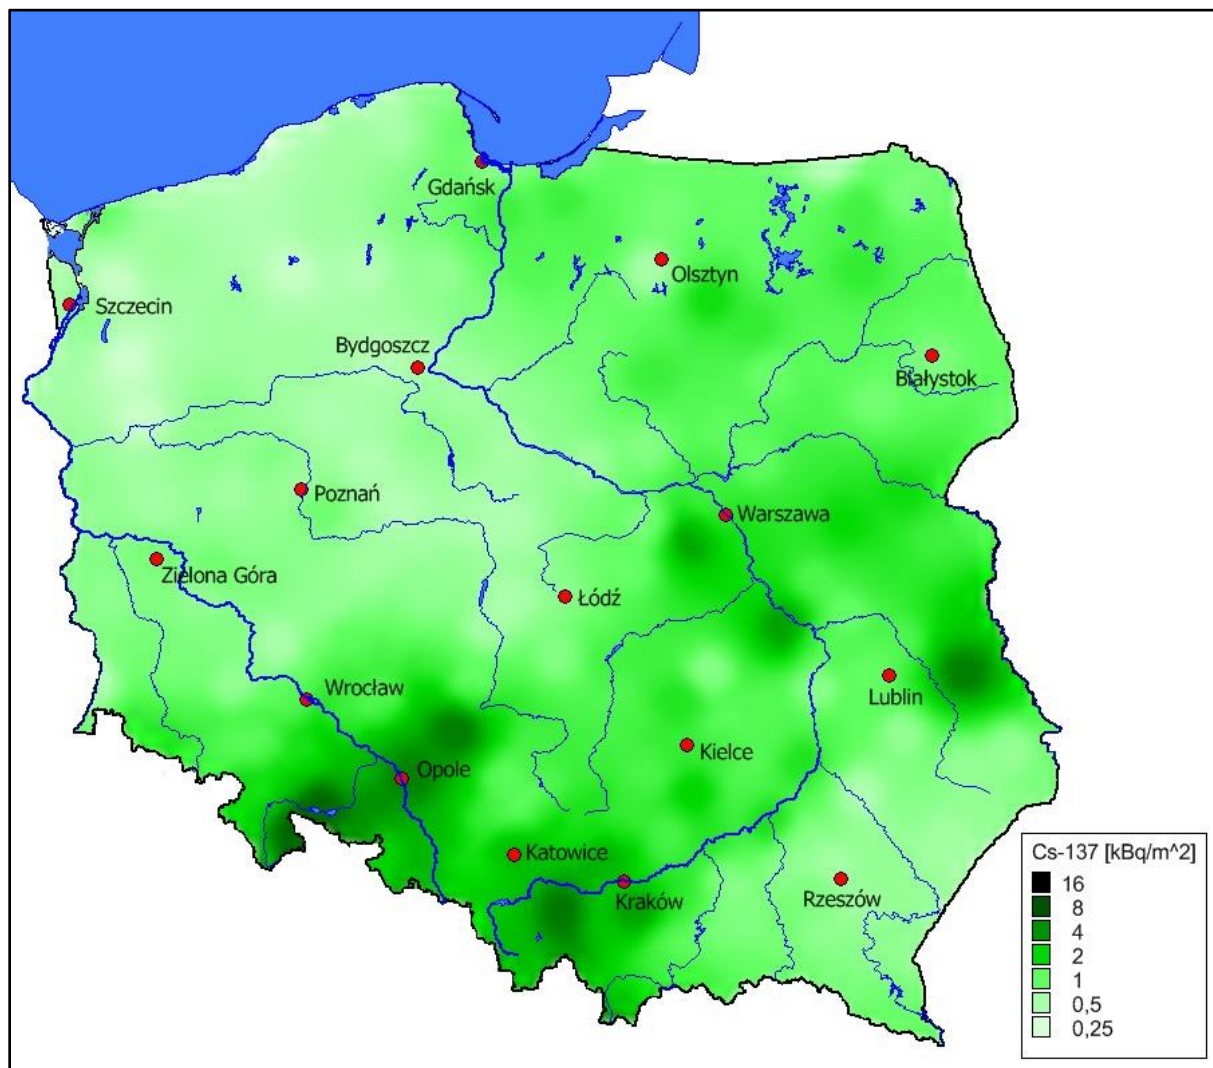 Gdańsk
Olsztyn
Szczecin
Bydgoszcz
Białystok
Poznań
Warszawa
Zielona Góra
Łódź
Wrocław
Lublin
Kielce
Opole
Katowice
Kraków
Rzeszów
Cs-137 [kBq/m^2]
16
8
4
2
1
0,5
0,25